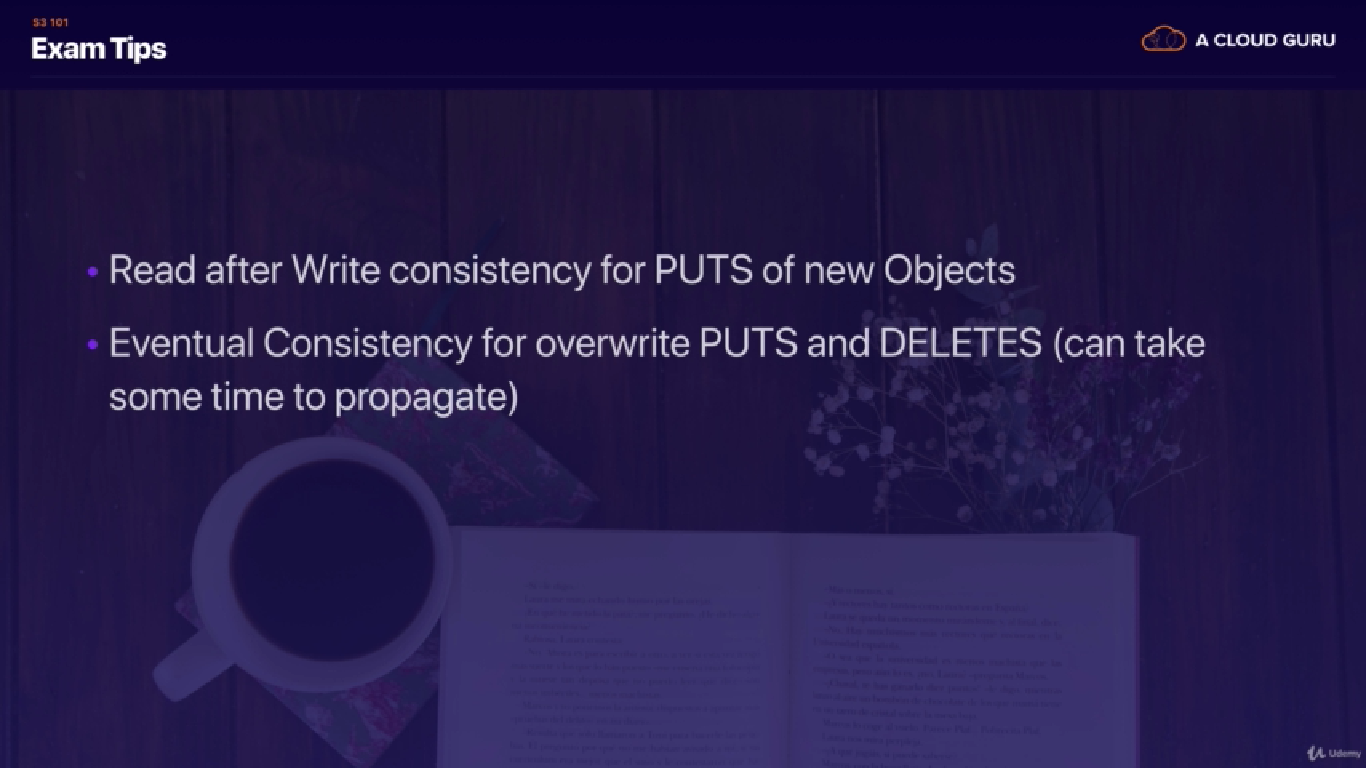 S3 101
Exam Tips
A CLOUD GURU
• Read after Write consistency for PUTS of new Objects
• Eventual Consistency for overwrite PUTS and DELETES (can take
some time to propagate)
Udemy